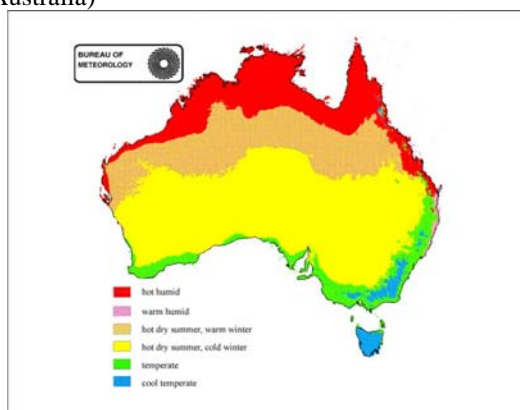 Australia)
BUREAU OF
METEOROLOGY
hot humid
warm humid
hot dry summer, warm winter
hot dry summer, cold winter
temperate
cool temperate